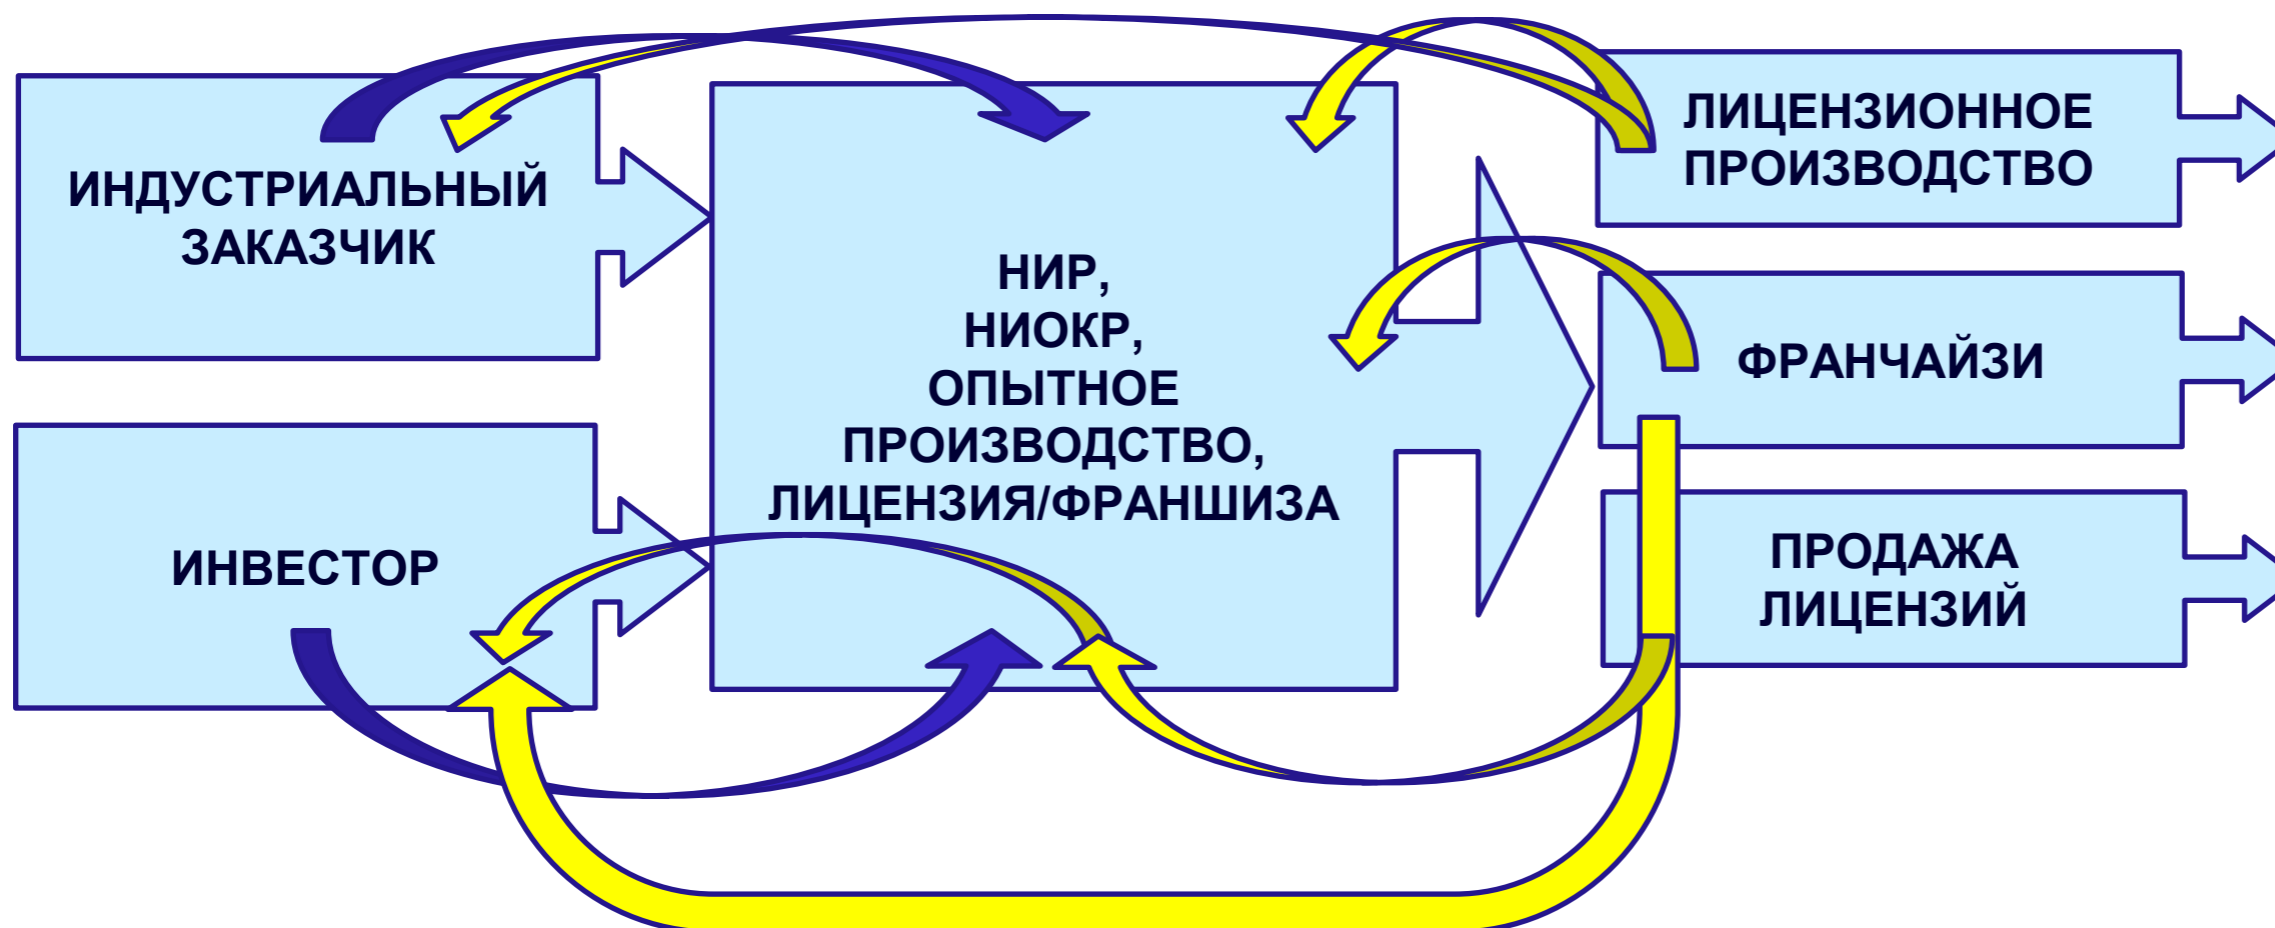 ИНДУСТРИАЛЬНЫЙ
ЗАКАЗЧИК
ИНВЕСТОР
НИР,
НИОКР,
ОПЫТНОЕ
ПРОИЗВОДСТВО,
ЛИЦЕНЗИЯ/ФРАНШИЗА
ЛИЦЕНЗИОННОЕ
ПРОИЗВОДСТВО
ФРАНЧАЙЗИ
ПРОДАЖА
ЛИЦЕНЗИЙ